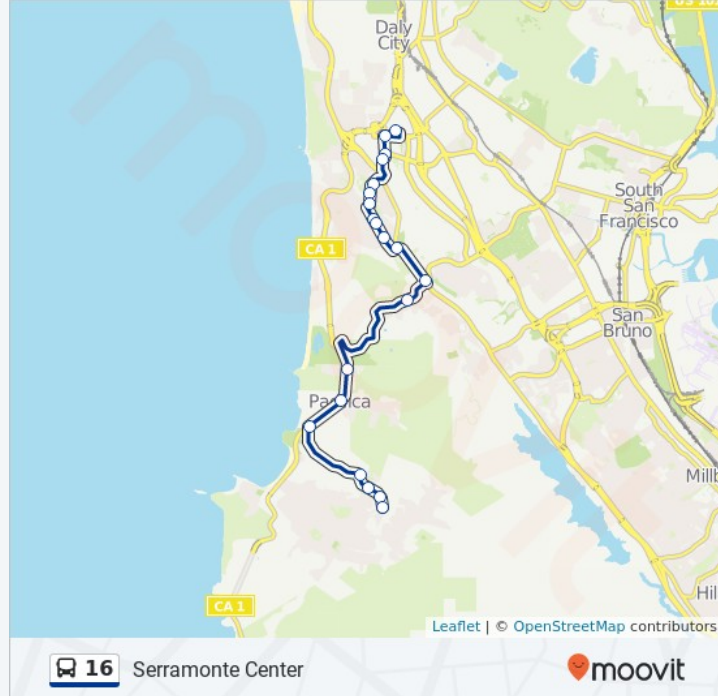 US 101
Daly
City
South
San
Francisco
CA 1
San
Bruno
Pacifica
Millb
Hil
CA 1
Leaflet | © OpenStreetMap contributors
16 Serramonte Center
moovit